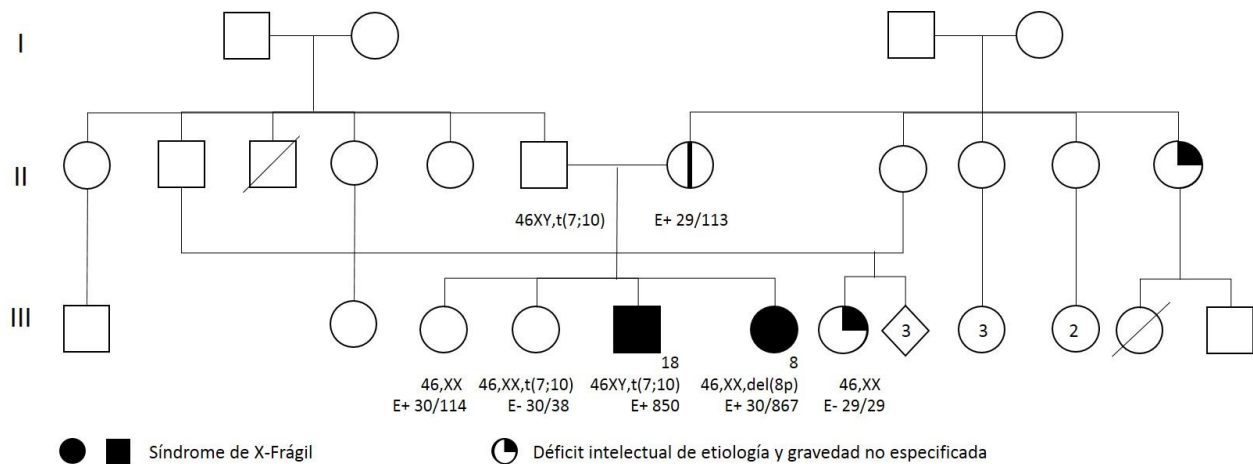 I
II
46XY,t(7;10)
E+ 29/113
III
3
3
2
18
8
46,XX
46,XX,t(7;10)
46XY,t(7;10)
46,XX,del(8p)
46,XX
E+ 30/114
E- 30/38
E+ 850
E+ 30/867
E- 29/29
Síndrome de X-Frágil
Déficit intelectual de etiología y gravedad no especificada